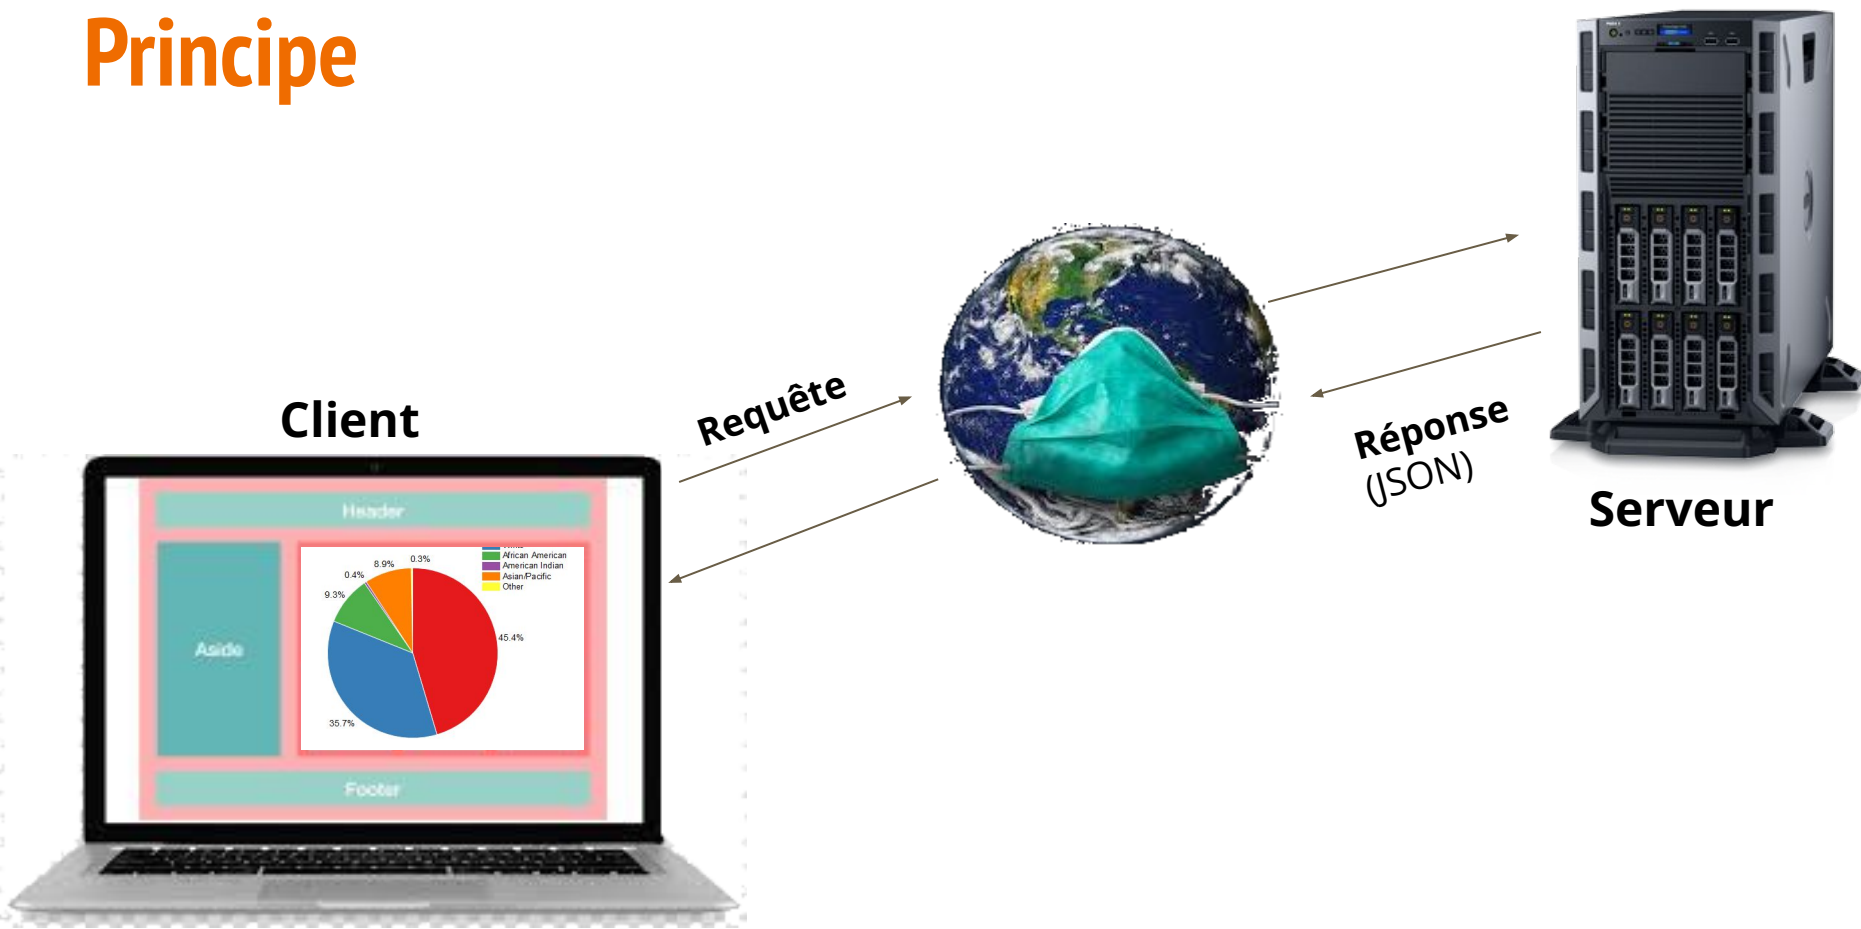 Principe
Client
Requête
Réponse
(JSON)
Serveur
Header
Aside
Footer
African American
American Indian
Asian/Pacific
Other
0.3%
8.9%
0.4%
9.3%
45.4%
35.7%